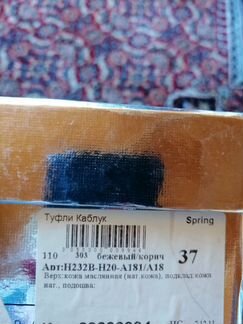 Туфли Каблук Spring
110 303 бежевый/корич 37
Арт:H232B-H20-A181/A18
Верх:кожа масляная (нат.кожа), подклад:кожа
нат., подошва: